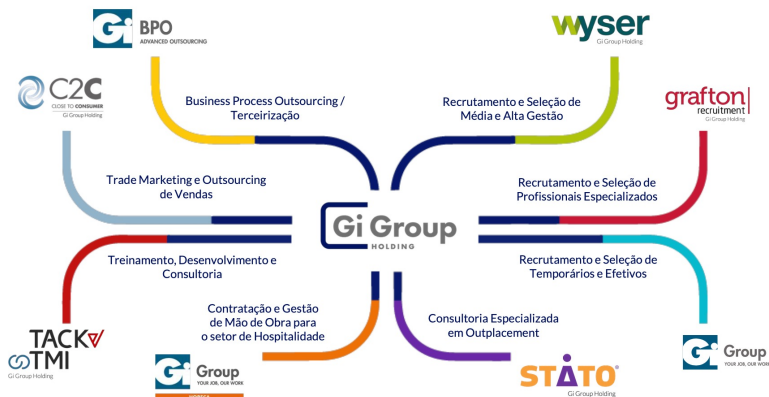 Gi BPO
ADVANCED OUTSOURCING
wyser
Gi Group Holding
C2C
CLOSE TO CONSUMER
Gi Group Holding
Business Process Outsourcing /
Terceirização
Recrutamento e Seleção de
Média e Alta Gestão
grafton
recruitment
Gi Group Holding
Trade Marketing e Outsourcing
de Vendas
Recrutamento e Seleção de
Profissionais Especializados
Gi Group
HOLDING
Treinamento, Desenvolvimento e
Consultoria
Recrutamento e Seleção de
Temporários e Efetivos
Contratação e Gestão
de Mão de Obra para
o setor de Hospitalidade
Consultoria Especializada
em Outplacement
TACK
TMI
Gi Group Holding
Gi Group
YOUR JOB, OUR WORK
STATO®
Gi Group Holding
Gi Group
YOUR JOB, OUR WORK